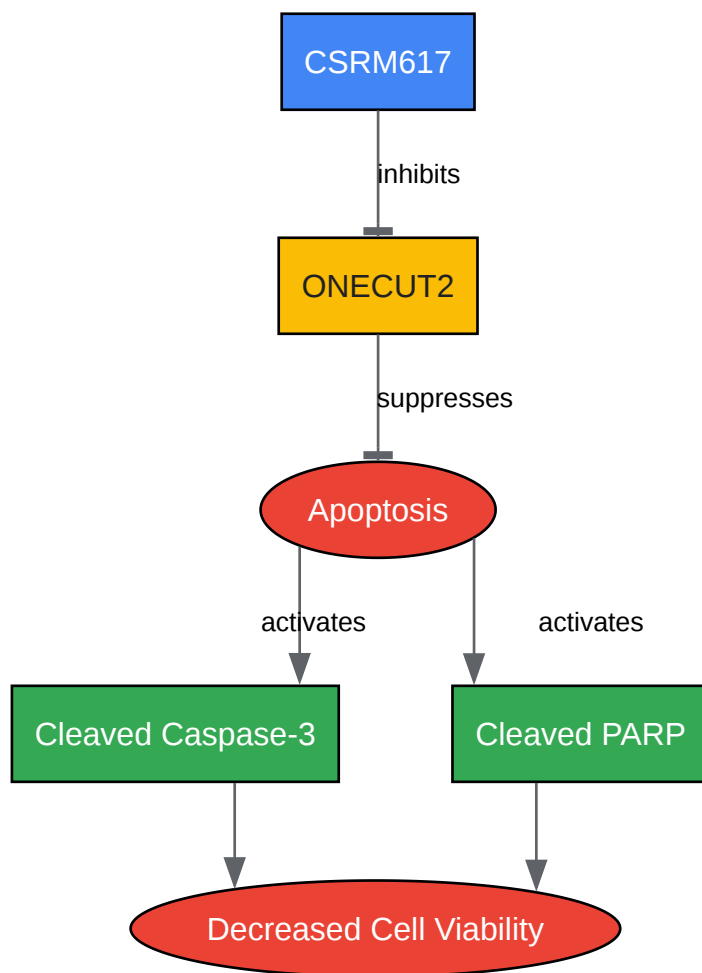 CSRM617
inhibits
ONECUT2
suppresses
Apoptosis
activates
activates
Cleaved Caspase-3
Cleaved PARP
Decreased Cell Viability